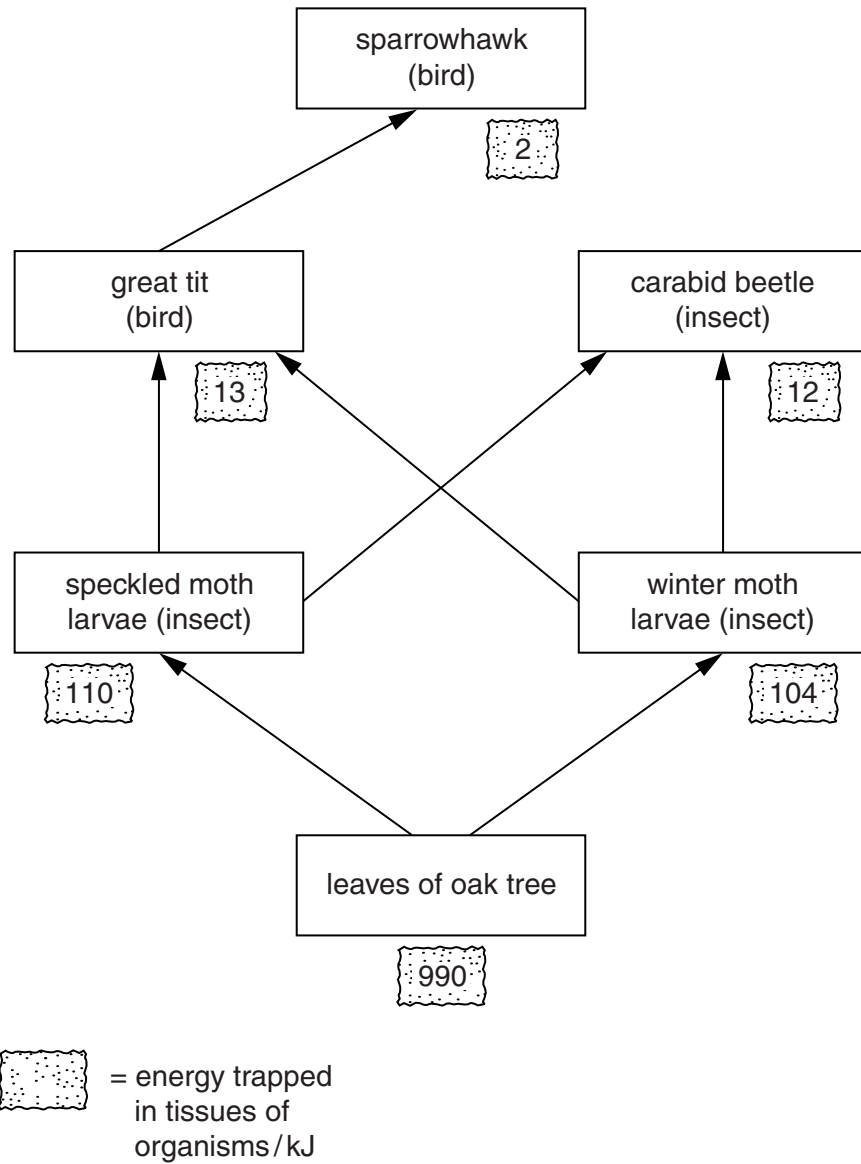 sparrowhawk
(bird)
2
great tit
(bird)
13
carabid beetle
(insect)
12
speckled moth
larvae (insect)
110
winter moth
larvae (insect)
104
leaves of oak tree
990
= energy trapped
in tissues of
organisms/kJ